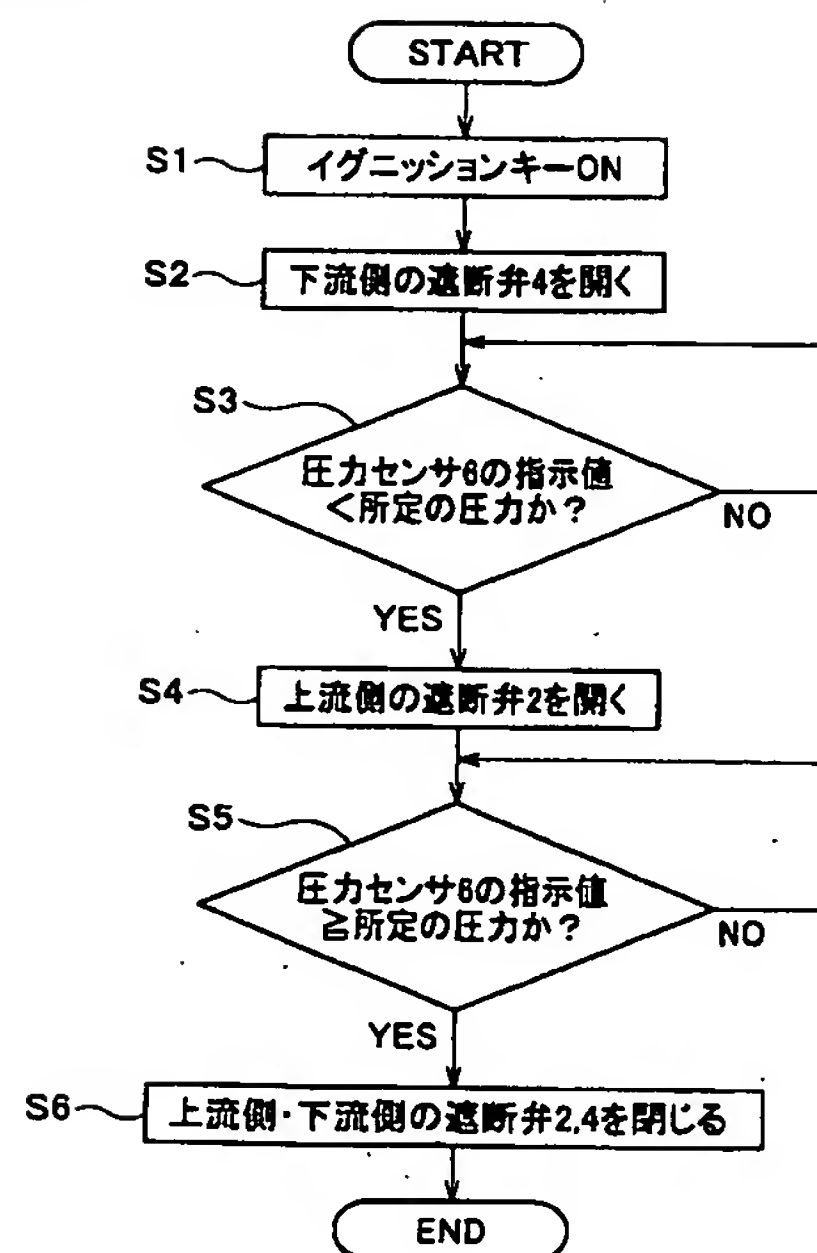 START
S1
イグニッションキーON
S2
下流側の遮断弁4を開く
S3
圧力センサ6の指示値
<所定の圧力か?
NO
YES
S4
上流側の遮断弁2を開く
S5
圧力センサ6の指示値
≧所定の圧力か?
NO
YES
S6
上流側・下流側の遮断弁2,4を閉じる
END